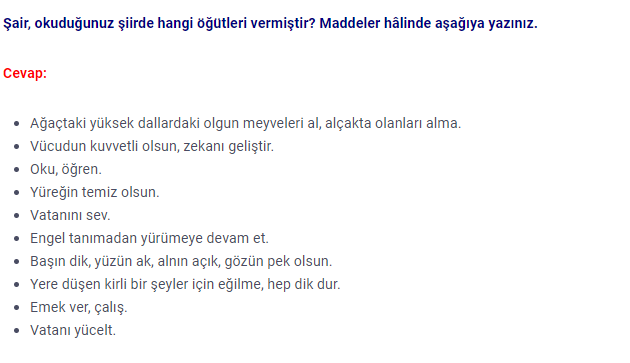 Şair, okuduğunuz şiirde hangi öğütleri vermiştir? Maddeler hâlinde aşağıya yazınız.
Cevap:
Ağaçtaki yüksek dallardaki olgun meyveleri al, alçakta olanları alma.
Vücudun kuvvetli olsun, zekanı geliştir.
Oku, öğren.
Yüreğin temiz olsun.
Vatanını sev.
Engel tanımadan yürümeye devam et.
Başın dik, yüzün ak, alnın açık, gözün pek olsun.
Yere düşen kirli bir şeyler için eğilme, hep dik dur.
Emek ver, çalış.
Vatanı yücelt.